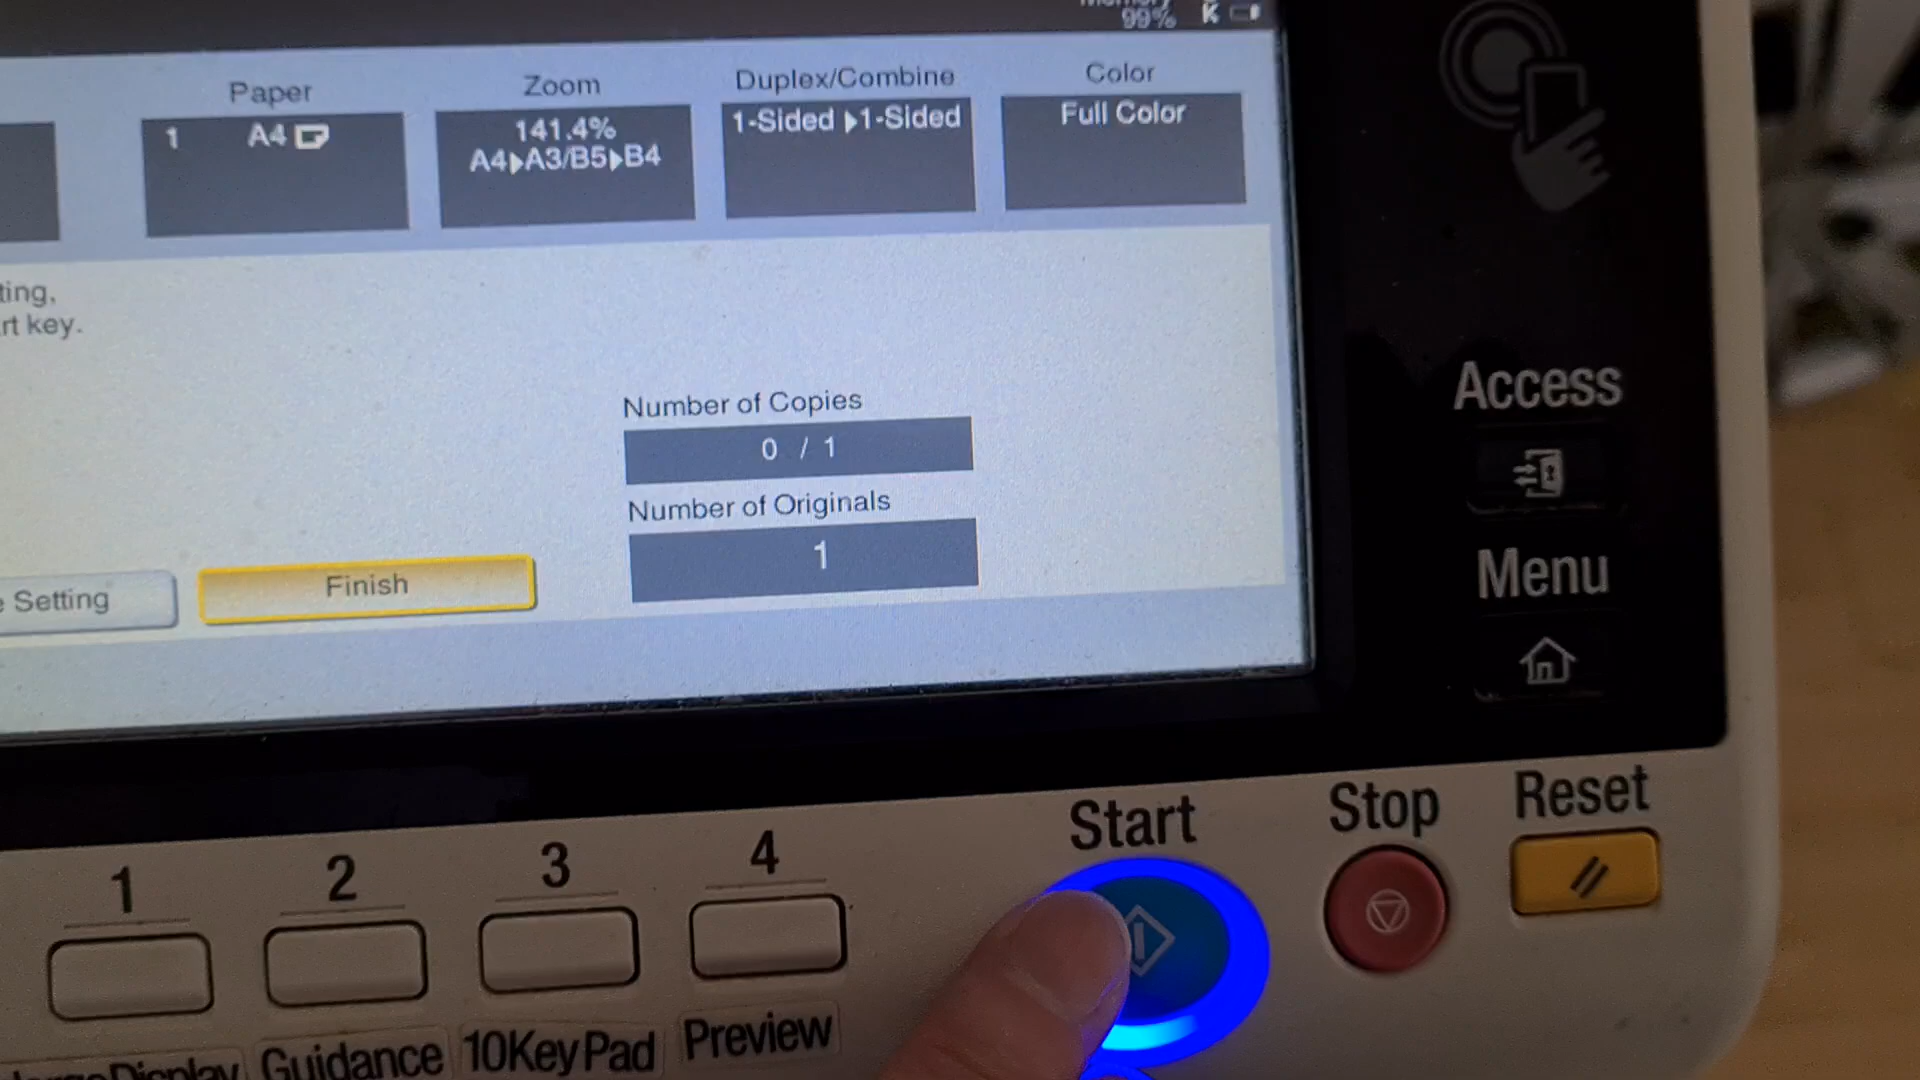 99% K
Paper
Zoom
Duplex/Combine
Color
1 A4
141.4%
A4▶A3/B5▶B4
1-Sided ▶1-Sided
Full Color
ting,
rt key.
Number of Copies
0 / 1
Number of Originals
1
Setting
Finish
Access
Menu
Start
Stop
Reset
1
2
3
4
Display
Guidance
10KeyPad
Preview